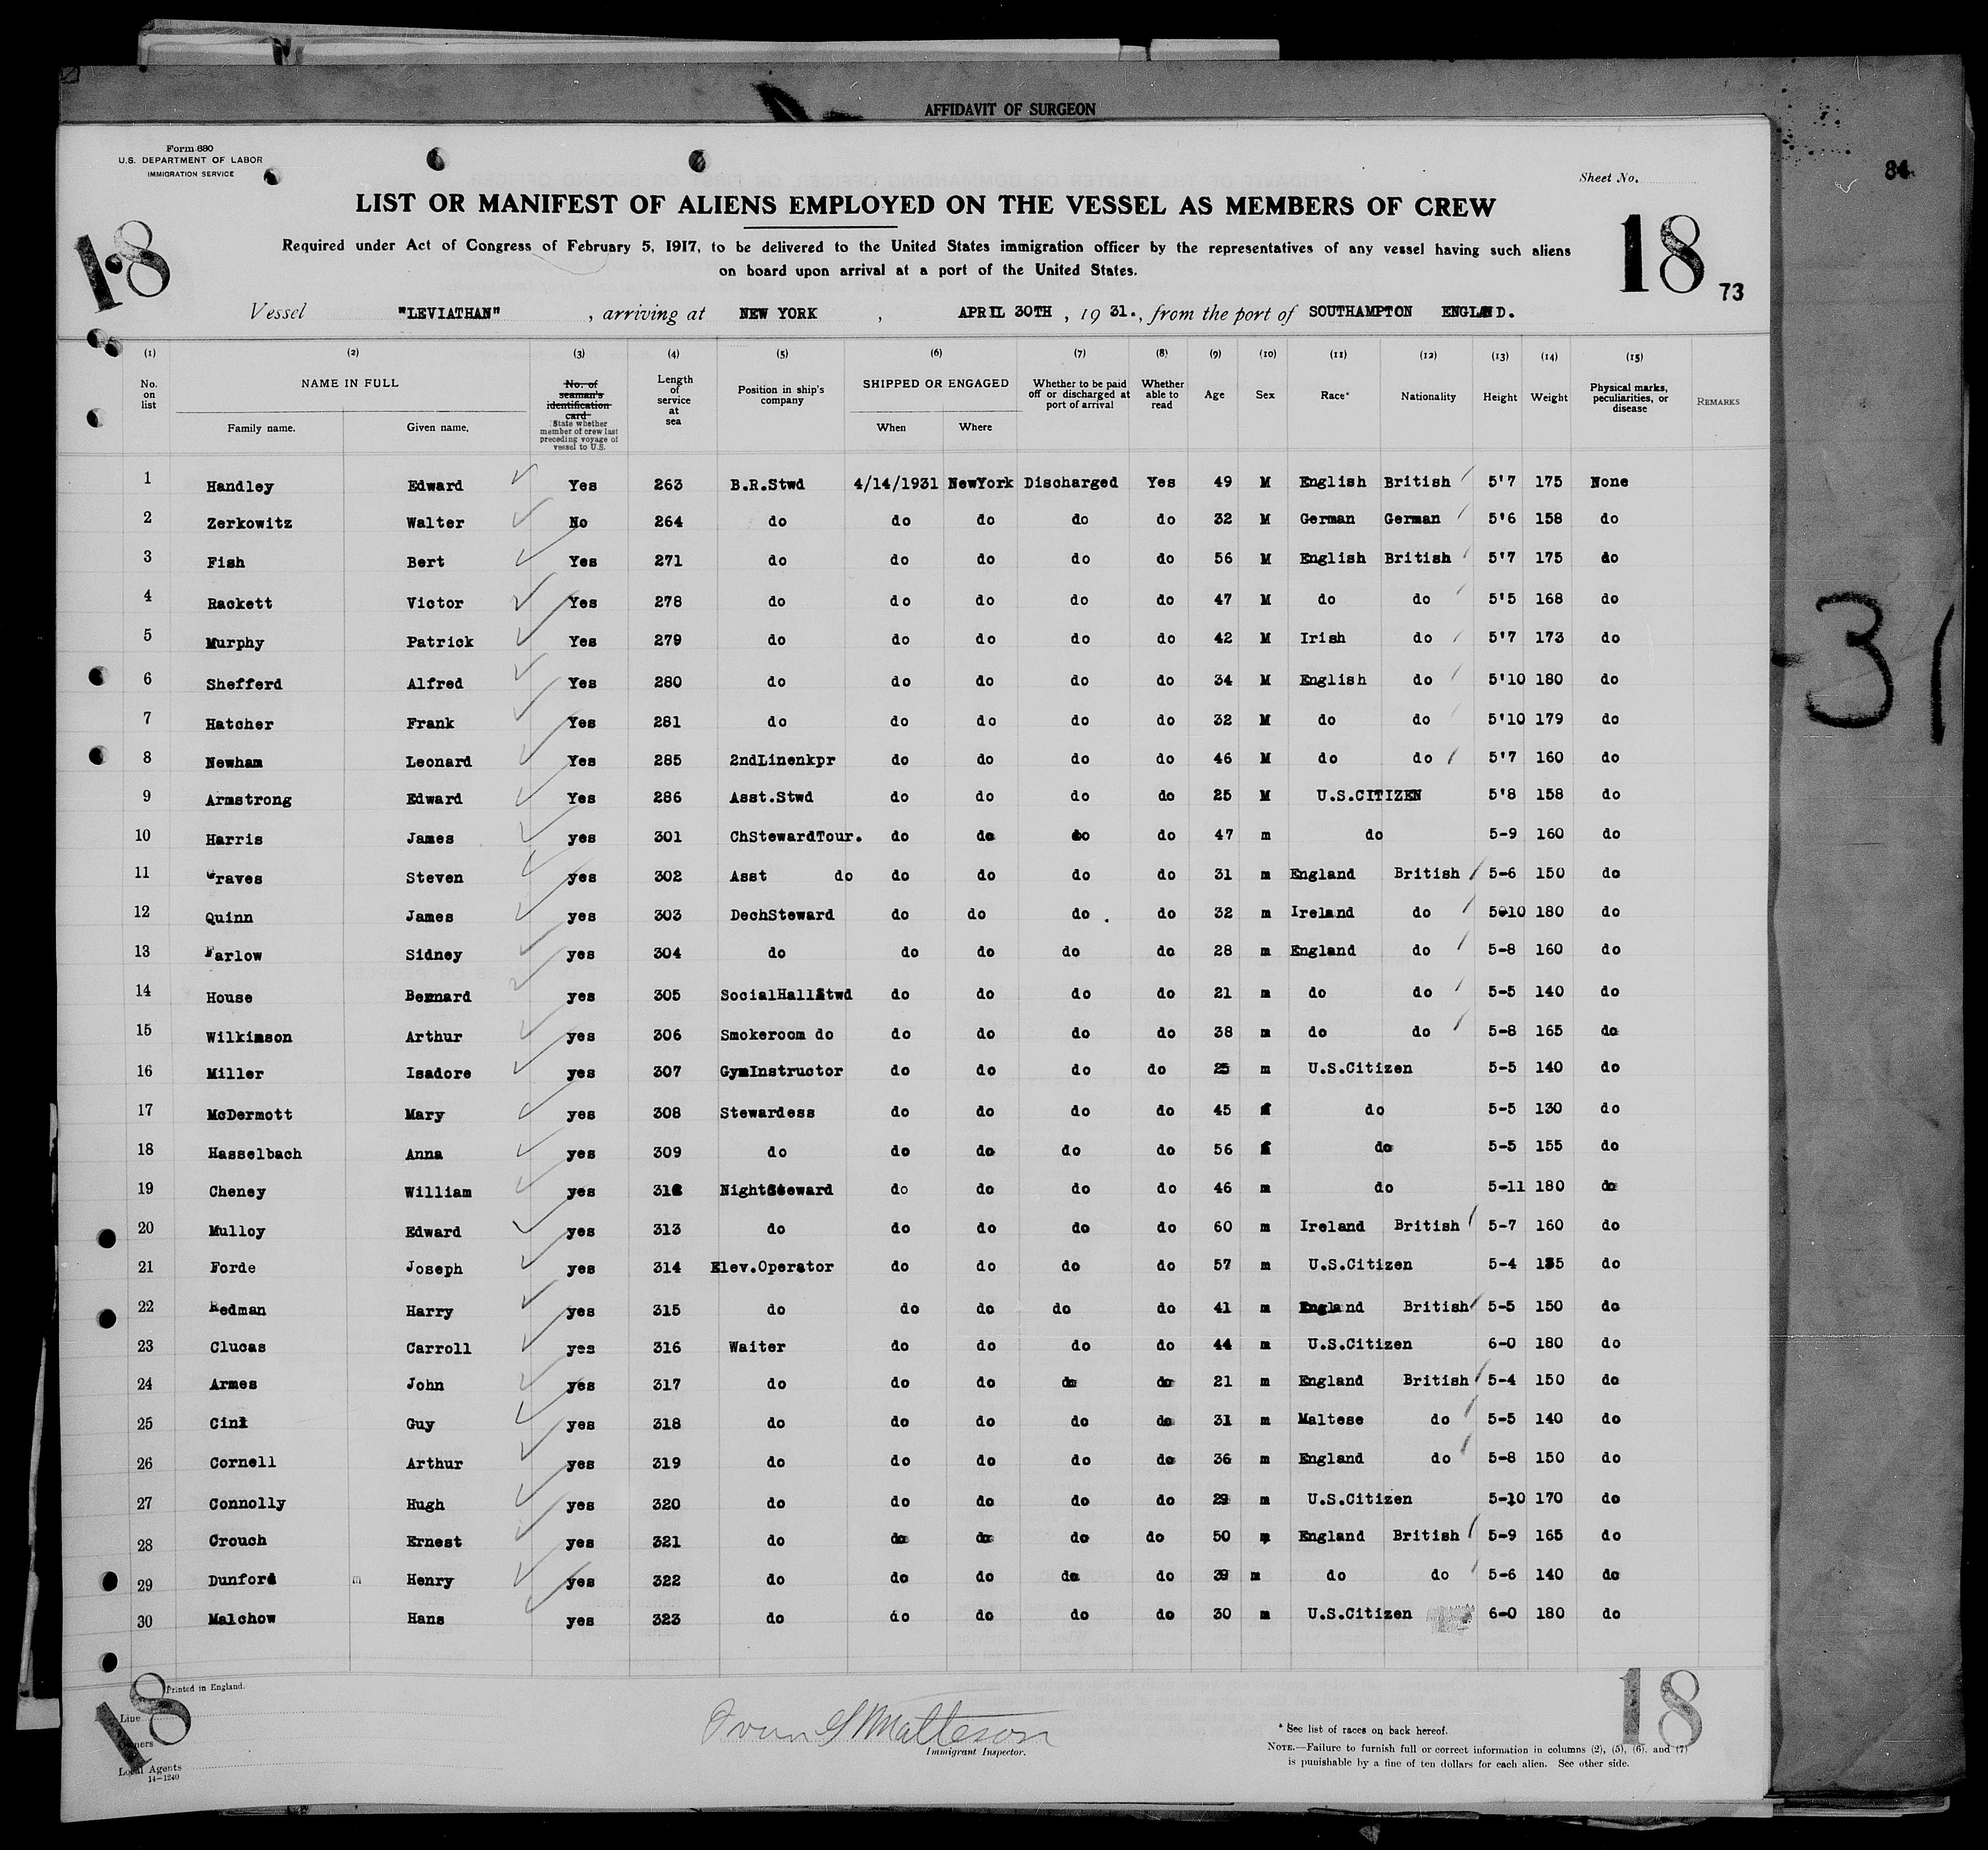 AFFIDAVIT OF SURGEON
84
Form 680
U.S. DEPARTMENT OF LABOR
IMMIGRATION SERVICE
Sheet No.
LIST OR MANIFEST OF ALIENS EMPLOYED ON THE VESSEL AS MEMBERS OF CREW
18
18
Required under Act of Congress of February 5, 1917, to be delivered to the United States immigration officer by the representatives of any vessel having such aliens
on board upon arrival at a port of the United States.
73
Vessel "LEVIATHAN" , arriving at NEW YORK , APRIL 30TH , 19 31., from the port of SOUTHAMPTON ENGLAND.
(1) (2) (3) (4) (5) (6) (7) (8) (9) (10) (11) (12) (13) (14) (15)
No. on list NAME IN FULL Family name. Given name. No. of seaman's identification card State whether member of crew last preceding voyage of vessel to U.S. Length of service at sea Position in ship's company SHIPPED OR ENGAGED When Where Whether to be paid off or discharged at port of arrival Whether able to read Age Sex Race* Nationality Height Weight Physical marks, peculiarities, or disease REMARKS
1 Handley Edward Yes 263 B.R.Stwd 4/14/1931 NewYork Discharged Yes 49 M English British 5'7 175 None
2 Zerkowitz Walter No 264 do do do do do 32 M German German 5'6 158 do
3 Fish Bert Yes 271 do do do do do 56 M English British 5'7 175 do
4 Rackett Victor Yes 278 do do do do do 47 M do do 5'5 168 do
5 Murphy Patrick Yes 279 do do do do do 42 M Irish do 5'7 173 do
6 Shefferd Alfred Yes 280 do do do do do 34 M English do 5'10 180 do
7 Hatcher Frank Yes 281 do do do do do 32 M do do 5'10 179 do
8 Newham Leonard Yes 285 2ndLinenkpr do do do do 46 M do do 5'7 160 do
9 Armstrong Edward Yes 286 Asst.Stwd do do do do 25 M U.S.CITIZEN 5'8 158 do
10 Harris James yes 301 ChStewardTour. do do do do 47 m do 5-9 160 do
11 Graves Steven yes 302 Asst do do do do do 31 m England British 5-6 150 do
12 Quinn James yes 303 DechSteward do do do . do 32 m Ireland do 5-10 180 do
13 Farlow Sidney yes 304 do do do do do 28 m England do 5-8 160 do
14 House Bernard yes 305 SocialHallStwd do do do do 21 m do do 5-5 140 do
15 Wilkinson Arthur yes 306 Smokeroom do do do do do 38 m do do 5-8 165 do
16 Miller Isadore yes 307 GymInstructor do do do do 25 m U.S.Citizen 5-5 140 do
17 McDermott Mary yes 308 Stewardess do do do do 45 f do 5-5 130 do
18 Hasselbach Anna yes 309 do do do do do 56 f do 5-5 155 do
19 Cheney William yes NightSteward do do do do 46 m do 5-11 180 do
20 Mulloy Edward yes 313 do do do do do 60 m Ireland British 5-7 160 do
21 Forde Joseph yes 314 Elev.Operator do do do do 57 m U.S.Citizen 5-4 do
22 Redman Harry yes 315 do do do do do 41 m England British 5-5 150 do
23 Clucas Carroll yes 316 Waiter do do do do 44 m U.S.Citizen 6-0 180 do
24 Armes John yes 317 do do do do do 21 m England British 5-4 150 do
25 Guy yes 318 do do do do do 31 m Maltese do 5-5 140 do
26 Cornell Arthur yes 319 do do do do do 36 m England do 5-8 150 do
27 Connolly Hugh yes 320 do do do do do 29 m U.S.Citizen 5-10 170 do
28 Crouch Ernest yes 321 do do do do do 50 m England British 5-9 165 do
29 Dunford m Henry yes 322 do do do do do 39 m do do 5-6 140 do
30 Malchow Hans yes 323 do do do do do 30 m U.S.Citizen 6-0 180 do
31
Printed in England.
18
18
Line
Owners
Local Agents
14-1240
Matteson
Immigrant Inspector.
* See list of races on back hereof.
NOTE.—Failure to furnish full or correct information in columns (2), (5), (6), and (7)
is punishable by a fine of ten dollars for each alien. See other side.